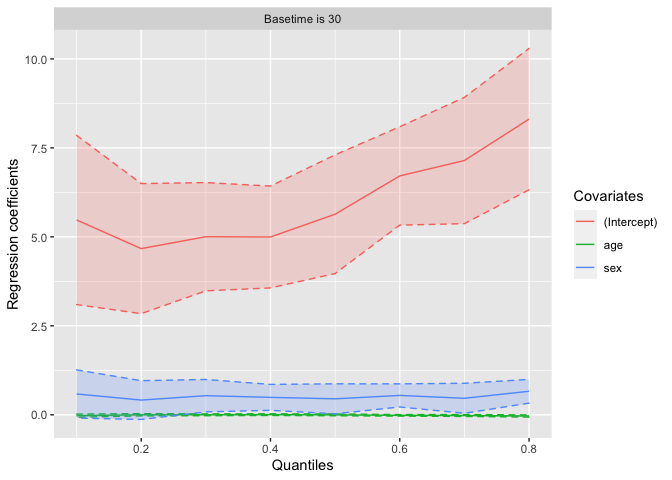 Basetime is 30
10.0
7.5
5.0
2.5
0.0
Regression coefficients
0.2
0.4
0.6
0.8
Quantiles
Covariates
(Intercept)
age
sex